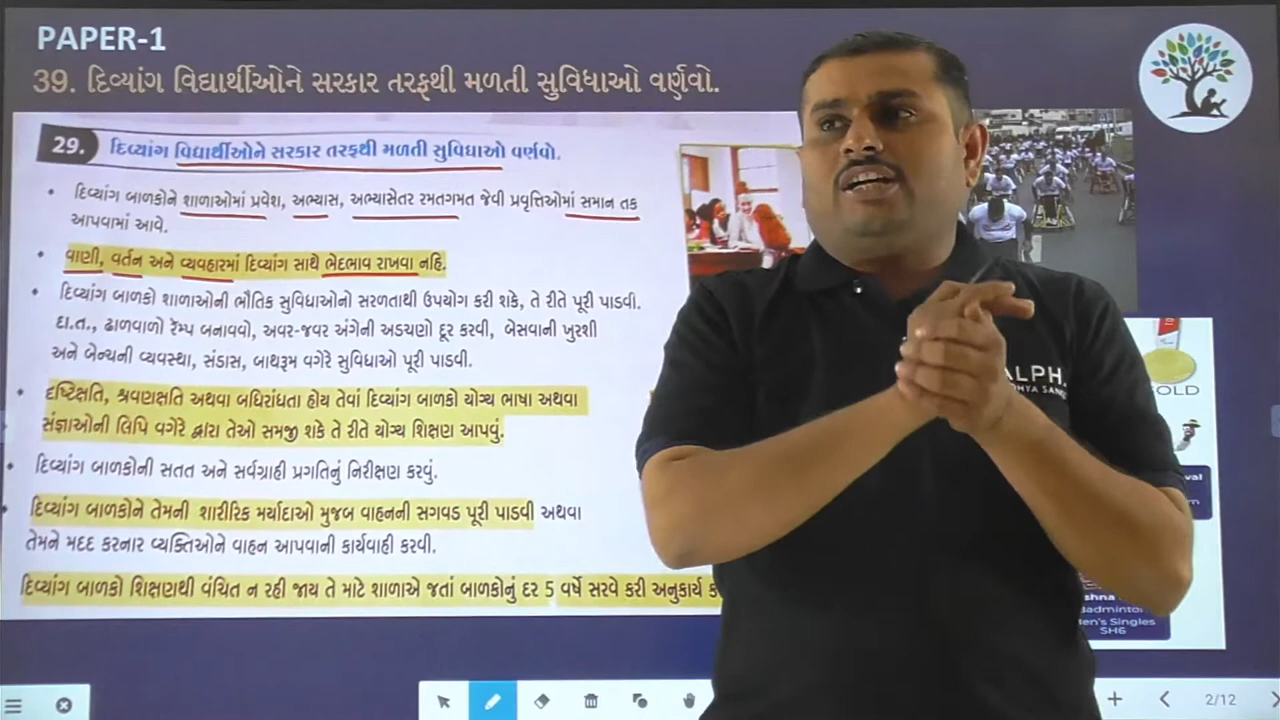 PAPER-1
39. દિવ્યાંગ વિદ્યાર્થીઓને સરકાર તરફથી મળતી સુવિધાઓ વર્ણવો.
29. દિવ્યાંગ વિદ્યાર્થીઓને સરકાર તરફથી મળતી સુવિધાઓ વર્ણવો.
• દિવ્યાંગ બાળકોને શાળાઓમાં પ્રવેશ, અભ્યાસ, અભ્યાસેતર રમતગમત જેવી પ્રવૃત્તિઓમાં સમાન તક
આપવામાં આવે.
• વાણી, વર્તન અને વ્યવહારમાં દિવ્યાંગ સાથે ભેદભાવ રાખવા નહિ.
• દિવ્યાંગ બાળકો શાળાઓની ભૌતિક સુવિધાઓનો સરળતાથી ઉપયોગ કરી શકે, તે રીતે પૂરી પાડવી.
દા.ત., ઢાળવાળો રેમ્પ બનાવવો, અવર-જવર અંગેની અડચણો દૂર કરવી, બેસવાની ખુરશી
અને બેન્ચની વ્યવસ્થા, સંડાસ, બાથરૂમ વગેરે સુવિધાઓ પૂરી પાડવી.
• દૃષ્ટિક્ષતિ, શ્રવણક્ષતિ અથવા બધિરાંધતા હોય તેવાં દિવ્યાંગ બાળકો યોગ્ય ભાષા અથવા
સંજ્ઞાઓની લિપિ વગેરે દ્વારા તેઓ સમજી શકે તે રીતે યોગ્ય શિક્ષણ આપવું.
• દિવ્યાંગ બાળકોની સતત અને સર્વગ્રાહી પ્રગતિનું નિરીક્ષણ કરવું.
• દિવ્યાંગ બાળકોને તેમની શારીરિક મર્યાદાઓ મુજબ વાહનની સગવડ પૂરી પાડવી અથવા
તેમને મદદ કરનાર વ્યક્તિઓને વાહન આપવાની કાર્યવાહી કરવી.
દિવ્યાંગ બાળકો શિક્ષણથી વંચિત ન રહી જાય તે માટે શાળાએ જતાં બાળકોનું દર 5 વર્ષે સરવે કરી અનુકાર્ય
ALPH
OLD
Badminton
Men's Singles
SH6
2/12